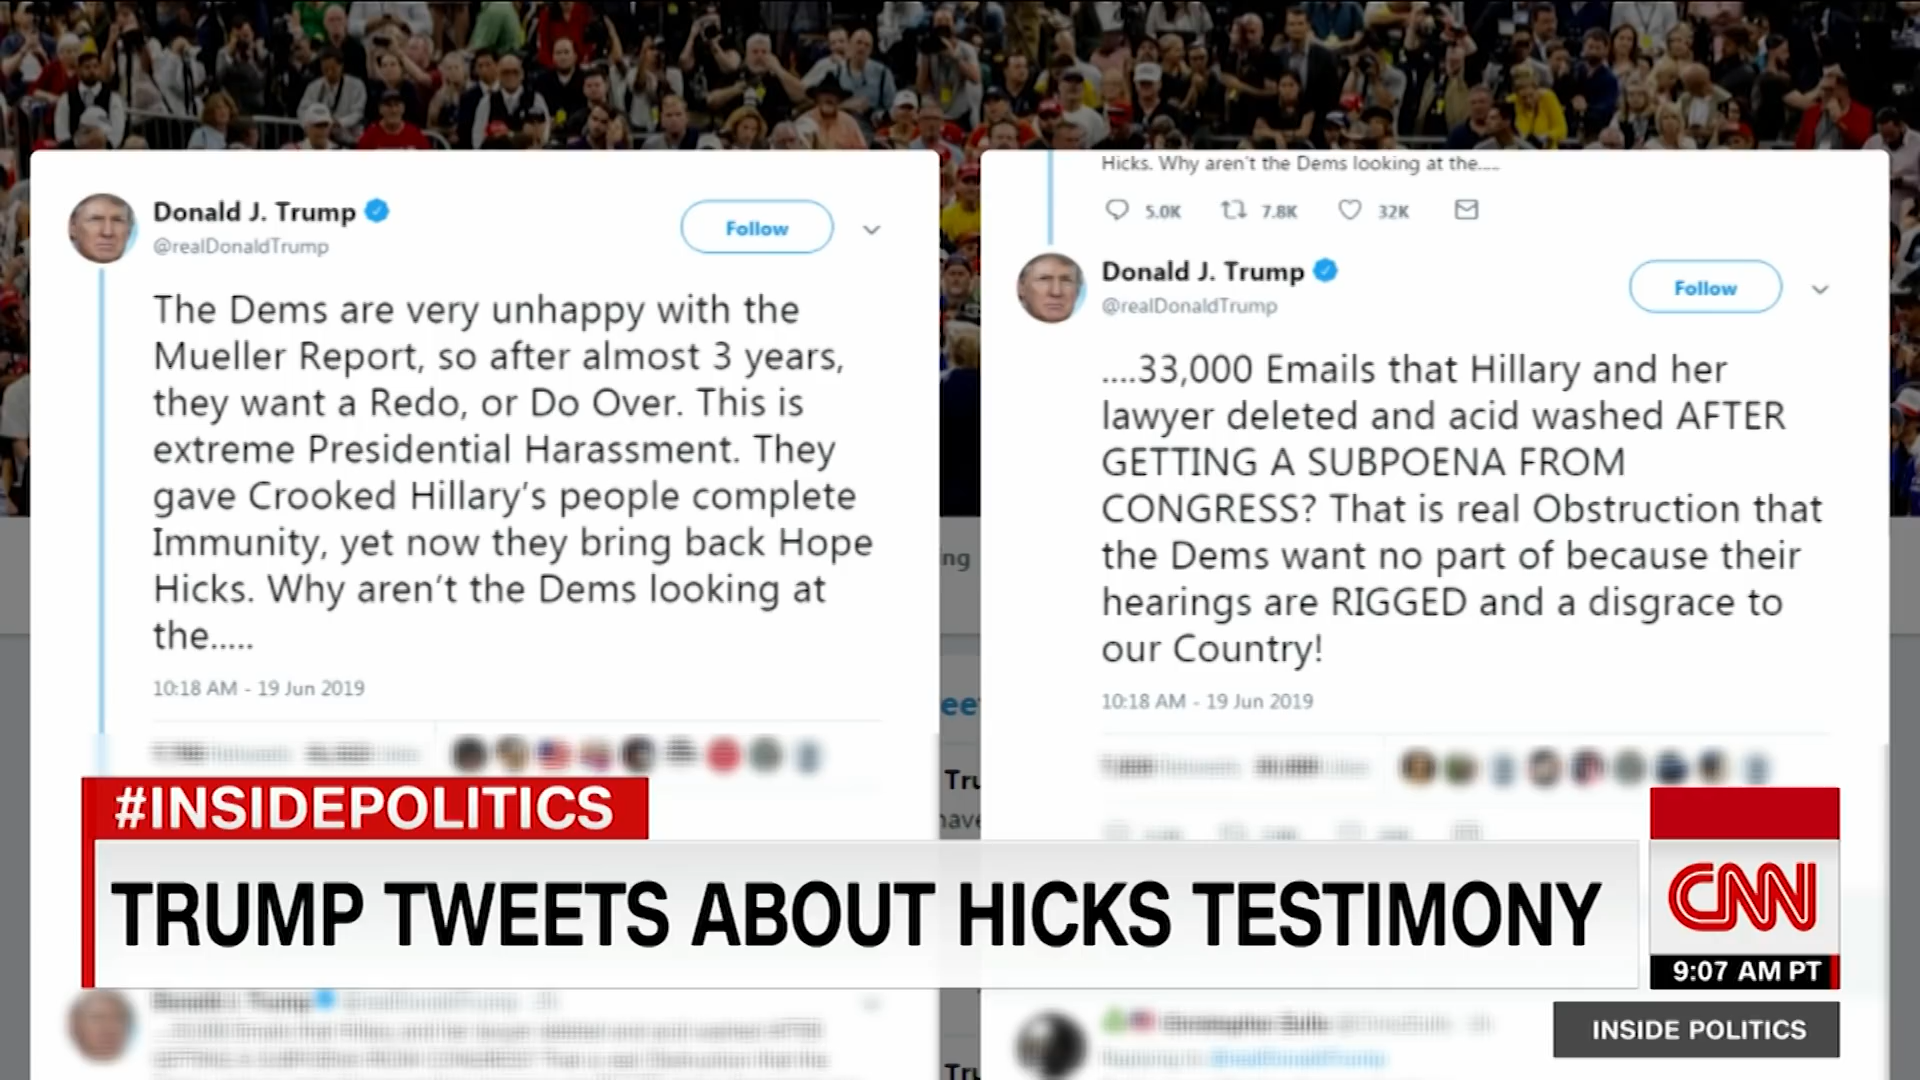 Donald J. Trump
@realDonaldTrump
Follow
The Dems are very unhappy with the
Mueller Report, so after almost 3 years,
they want a Redo, or Do Over. This is
extreme Presidential Harassment. They
gave Crooked Hillary's people complete
Immunity, yet now they bring back Hope
Hicks. Why aren't the Dems looking at
the.....
10:18 AM - 19 Jun 2019
Hicks. Why aren't the Dems looking at the.....
5.0K 7.8K 32K
Donald J. Trump
@realDonaldTrump
Follow
....33,000 Emails that Hillary and her
lawyer deleted and acid washed AFTER
GETTING A SUBPOENA FROM
CONGRESS? That is real Obstruction that
the Dems want no part of because their
hearings are RIGGED and a disgrace to
our Country!
10:18 AM - 19 Jun 2019
#INSIDEPOLITICS
TRUMP TWEETS ABOUT HICKS TESTIMONY
CNN
9:07 AM PT
INSIDE POLITICS